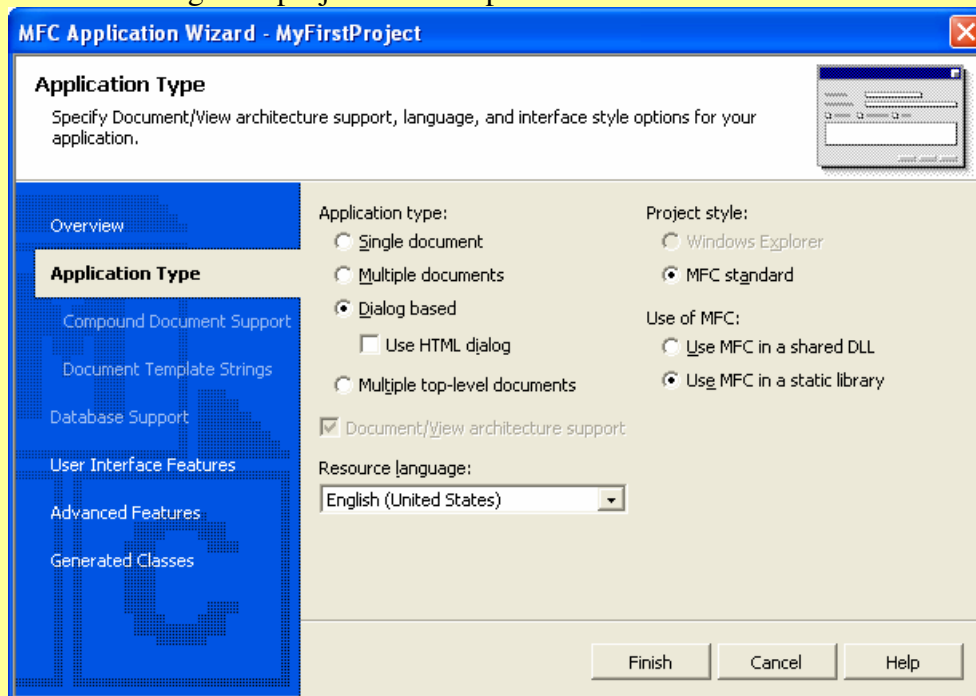 MFC Application Wizard - MyFirstProject
Application Type
Specify Document/View architecture support, language, and interface style options for your
application.
Overview
Application Type
Compound Document Support
Document Template Strings
Database Support
User Interface Features
Advanced Features
Generated Classes
Application type:
Single document
Multiple documents
Dialog based
Use HTML dialog
Multiple top-level documents
Document/View architecture support
Resource language:
English (United States)
Project style:
Windows Explorer
MFC standard
Use of MFC:
Use MFC in a shared DLL
Use MFC in a static library
Finish
Cancel
Help